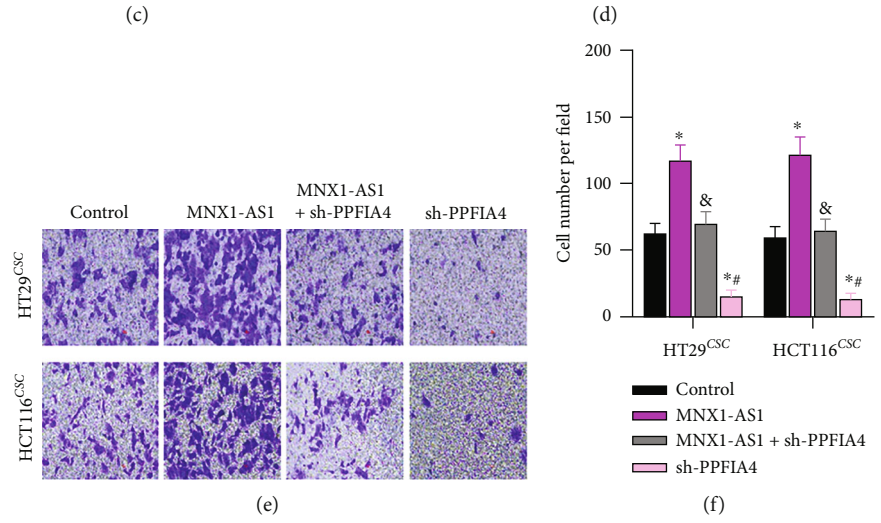 (c)
(d)
Control
MNX1-AS1
MNX1-AS1
+ sh-PPFIA4
sh-PPFIA4
HT29CSC
HCT116CSC
(e)
Cell number per field
200
150
100
50
0
*
&
*#
*
&
*#
HT29CSC
HCT116CSC
Control
MNX1-AS1
MNX1-AS1 + sh-PPFIA4
sh-PPFIA4
(f)